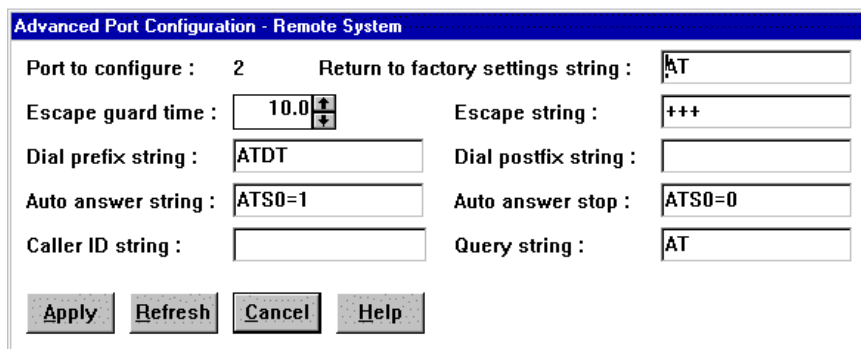 Advanced Port Configuration - Remote System
Port to configure : 2 Return to factory settings string : AT
Escape guard time : 10.0 Escape string : +++
Dial prefix string : ATDT Dial postfix string :
Auto answer string : ATS0=1 Auto answer stop : ATS0=0
Caller ID string : Query string : AT
Apply Refresh Cancel Help